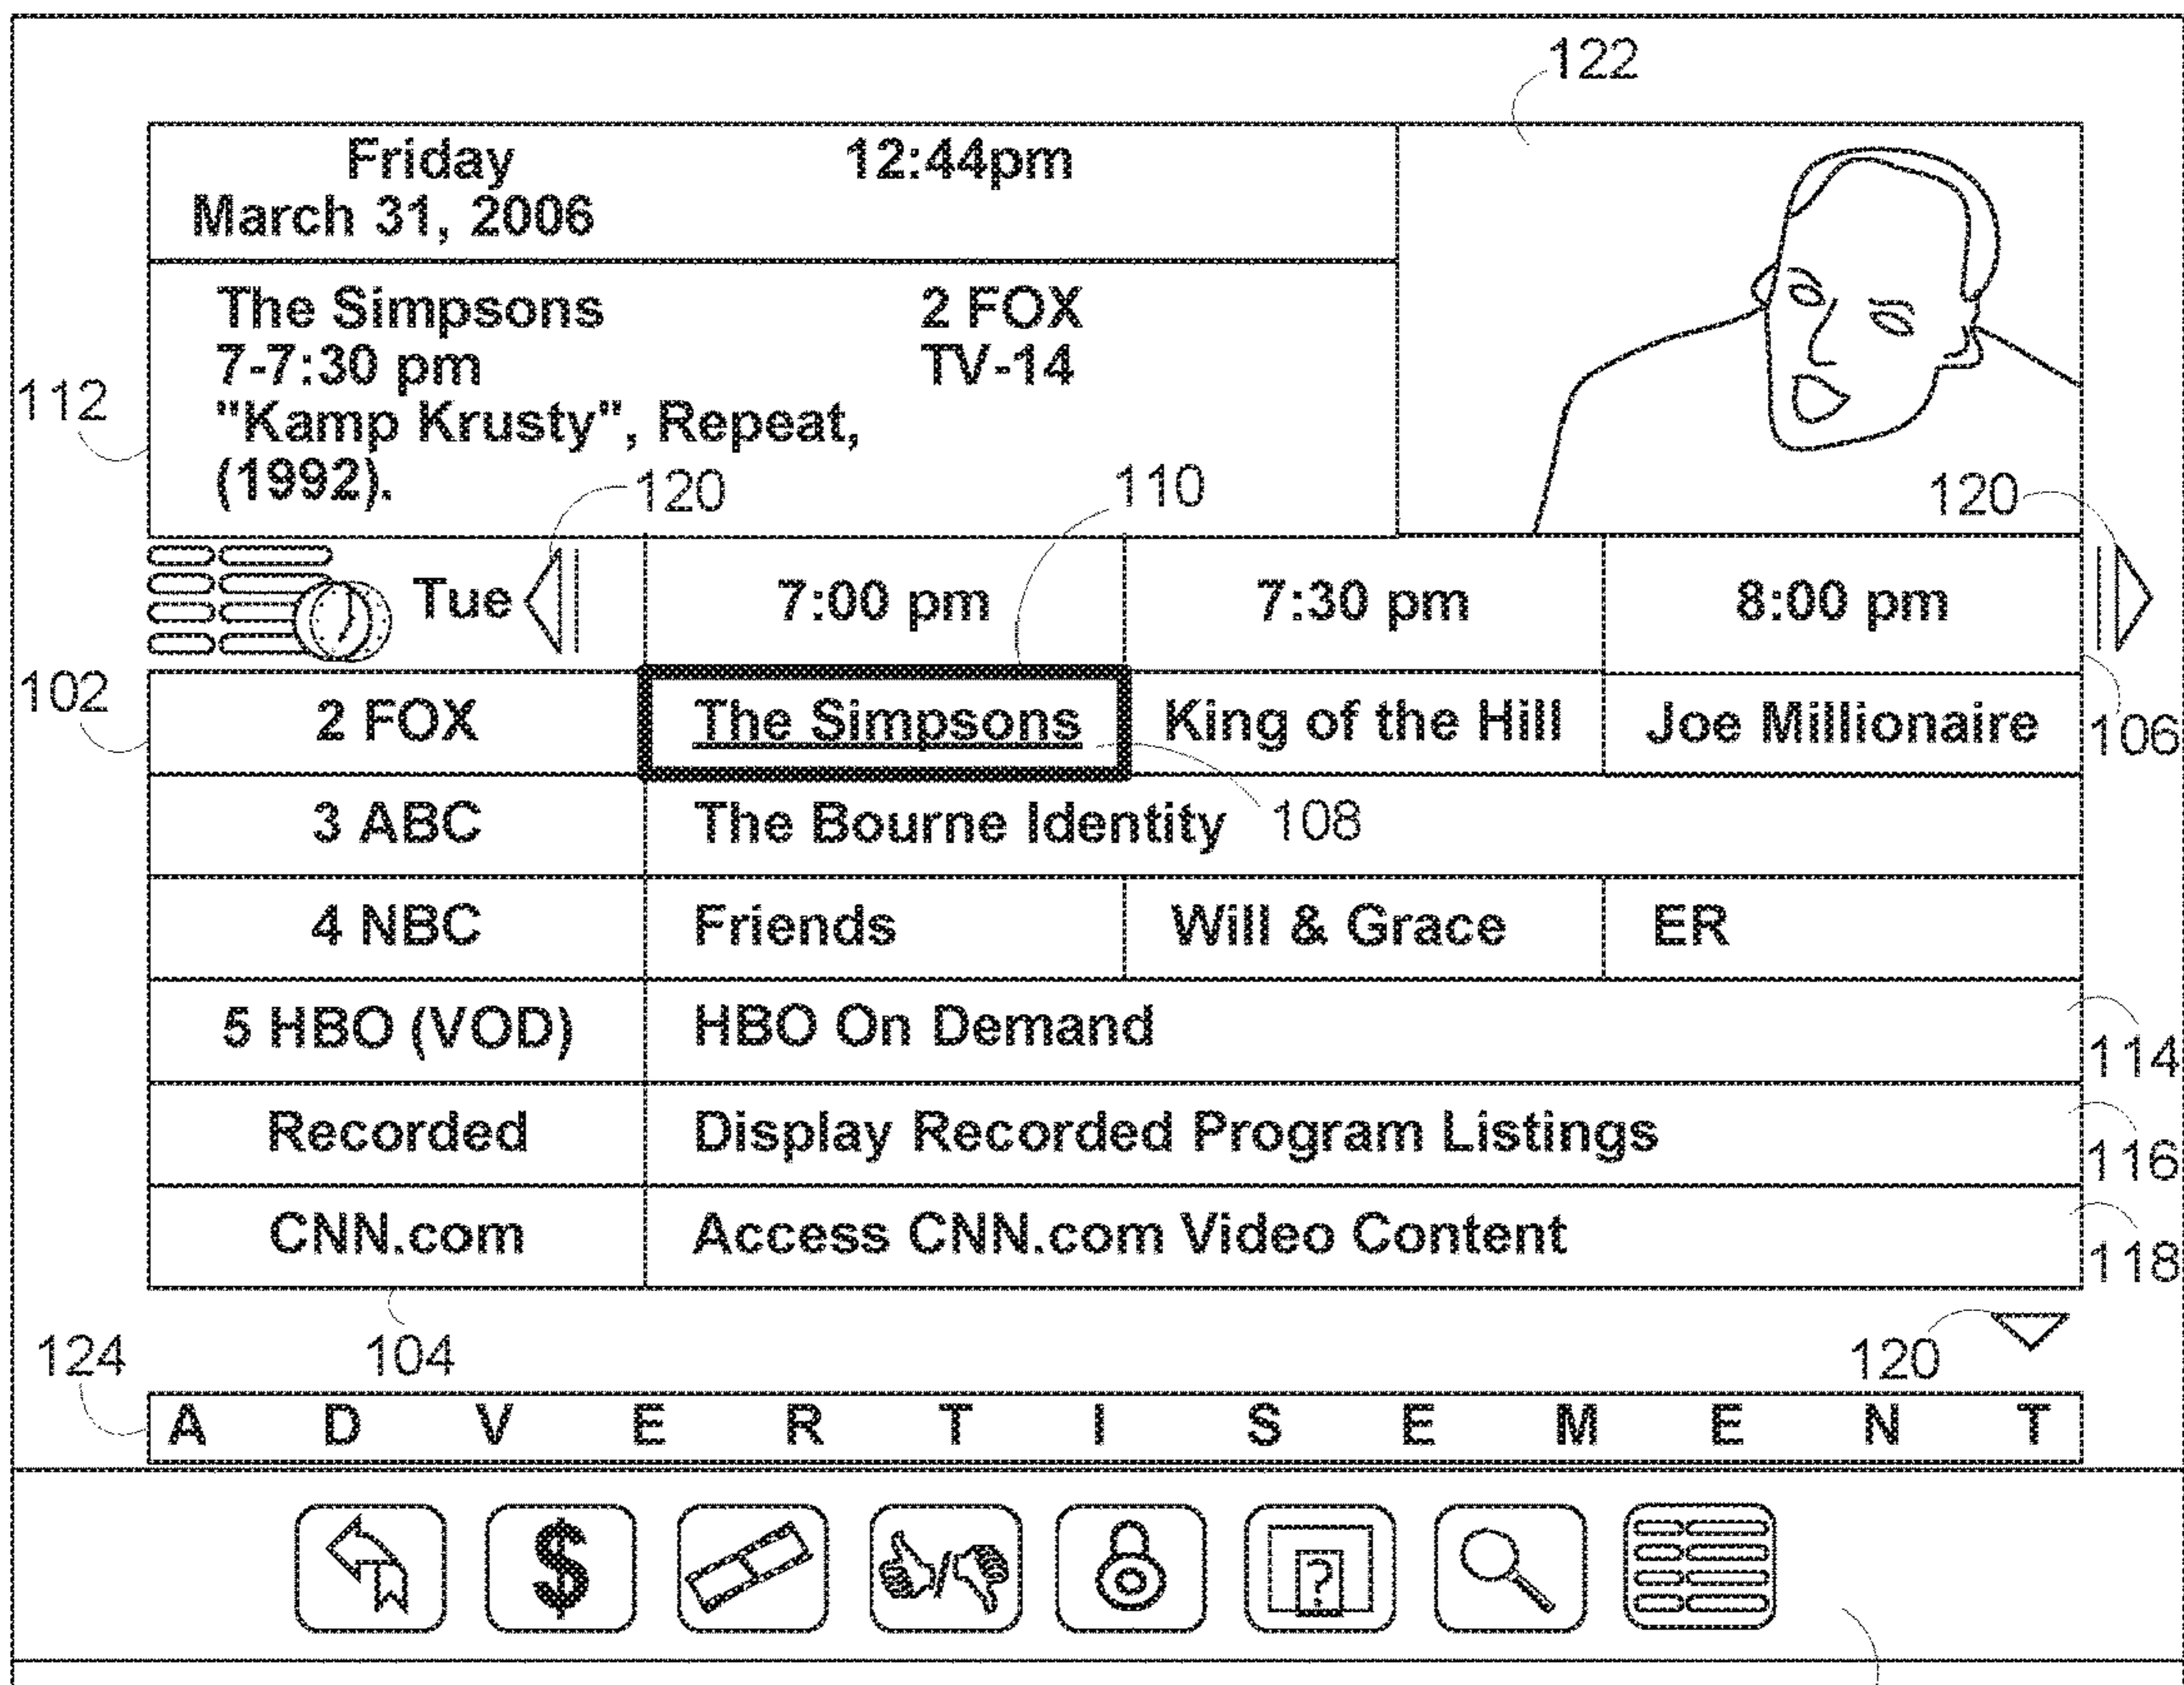 122
Friday 12:44pm
March 31, 2006
The Simpsons 2 FOX
7-7:30 pm TV-14
112
"Kamp Krusty", Repeat,
(1992).
120 110 120
Tue 7:00 pm 7:30 pm 8:00 pm
102 106
2 FOX The Simpsons King of the Hill Joe Millionaire
3 ABC The Bourne Identity 108
4 NBC Friends Will & Grace ER
5 HBO (VOD) HBO On Demand
114
Recorded Display Recorded Program Listings
116
CNN.com Access CNN.com Video Content
118
124 104 120
A D V E R T I S E M E N T
$ ?